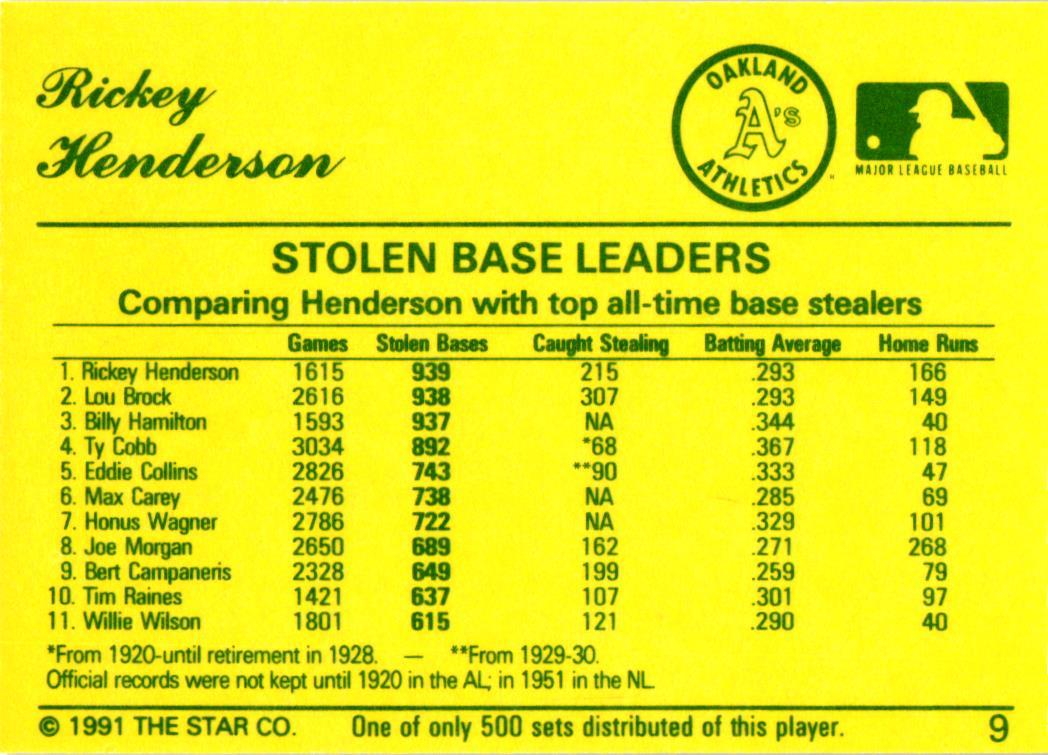 Rickey
Henderson
OAKLAND
A's
ATHLETICS
MAJOR LEAGUE BASEBALL
STOLEN BASE LEADERS
Comparing Henderson with top all-time base stealers
Games Stolen Bases Caught Stealing Batting Average Home Runs
1. Rickey Henderson 1615 939 215 .293 166
2. Lou Brock 2616 938 307 .293 149
3. Billy Hamilton 1593 937 NA .344 40
4. Ty Cobb 3034 892 *68 .367 118
5. Eddie Collins 2826 743 **90 .333 47
6. Max Carey 2476 738 NA .285 69
7. Honus Wagner 2786 722 NA .329 101
8. Joe Morgan 2650 689 162 .271 268
9. Bert Campaneris 2328 649 199 .259 79
10. Tim Raines 1421 637 107 .301 97
11. Willie Wilson 1801 615 121 .290 40
*From 1920-until retirement in 1928. — **From 1929-30.
Official records were not kept until 1920 in the AL; in 1951 in the NL.
© 1991 THE STAR CO. One of only 500 sets distributed of this player. 9